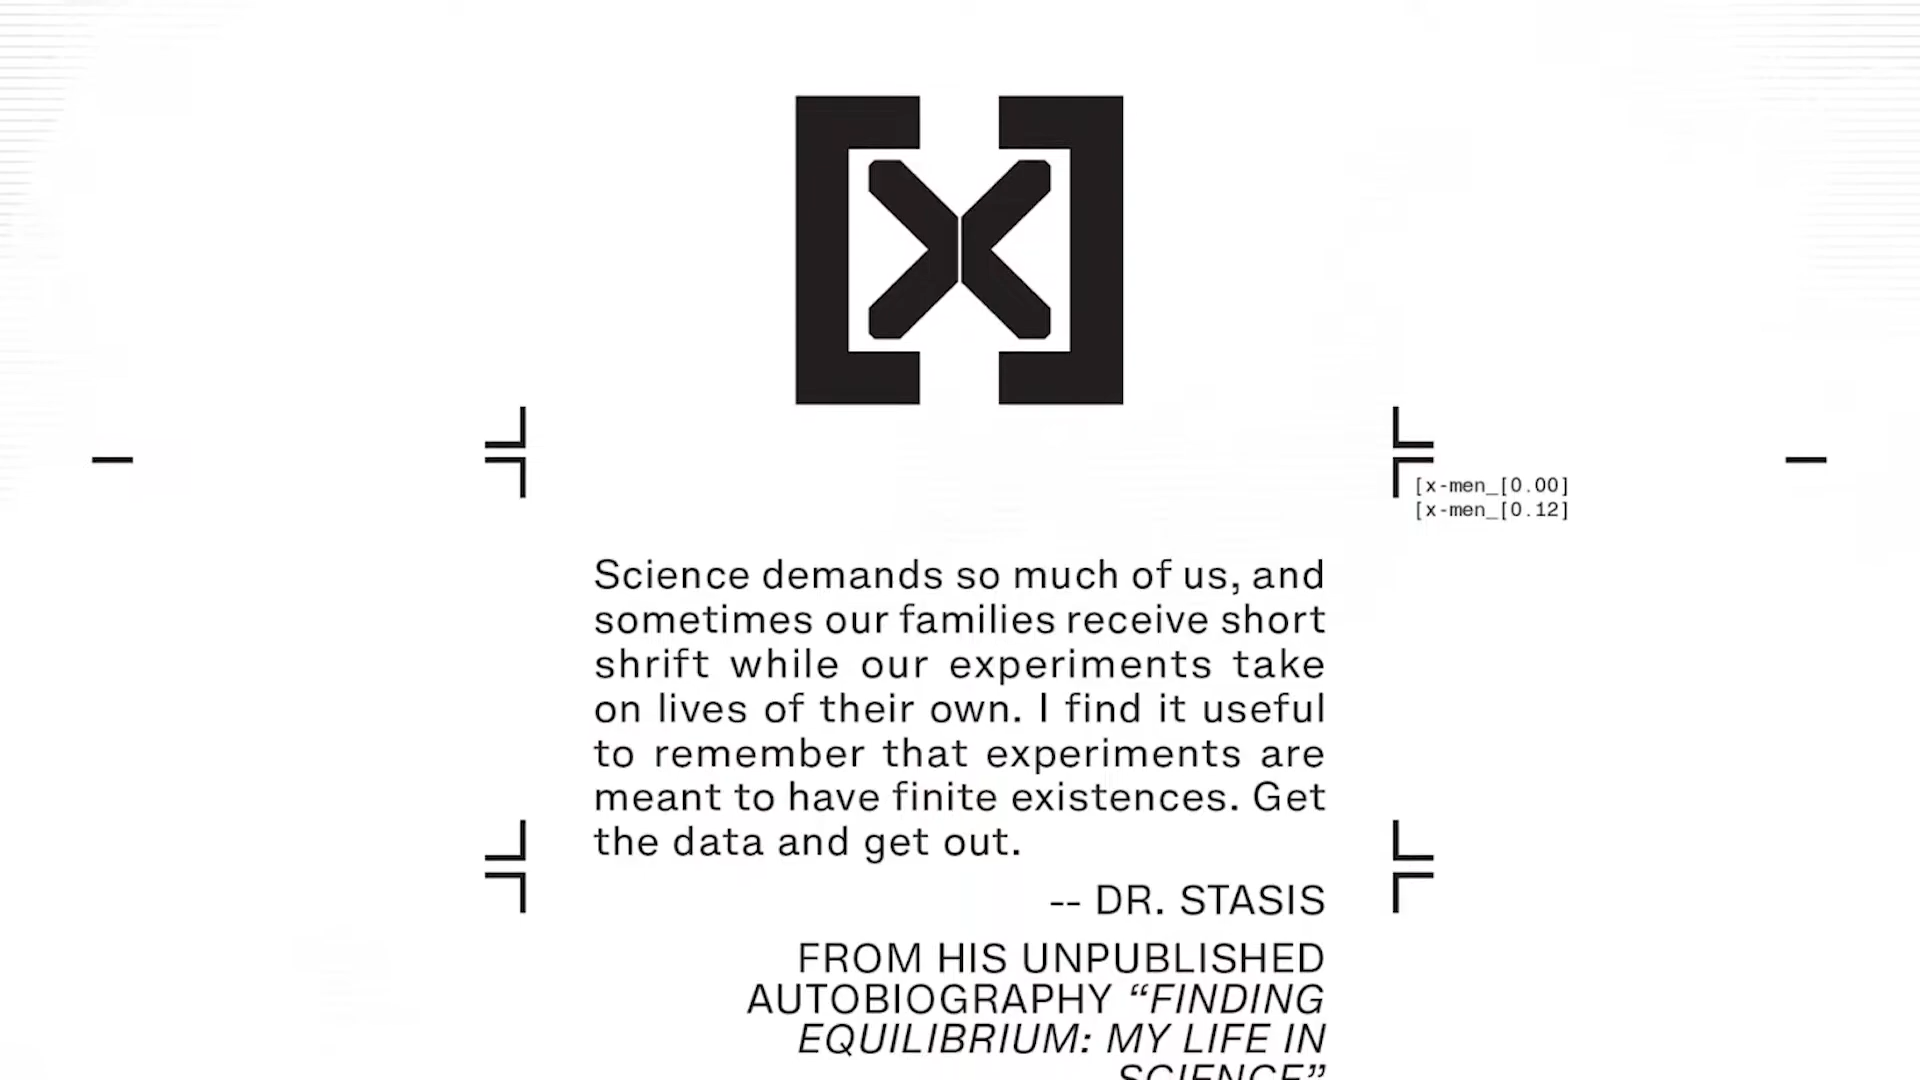 [x-men_[0.00]
[x-men_[0.12]
Science demands so much of us, and
sometimes our families receive short
shrift while our experiments take
on lives of their own. I find it useful
to remember that experiments are
meant to have finite existences. Get
the data and get out.
-- DR. STASIS
FROM HIS UNPUBLISHED
AUTOBIOGRAPHY “FINDING
EQUILIBRIUM: MY LIFE IN
SCIENCE”